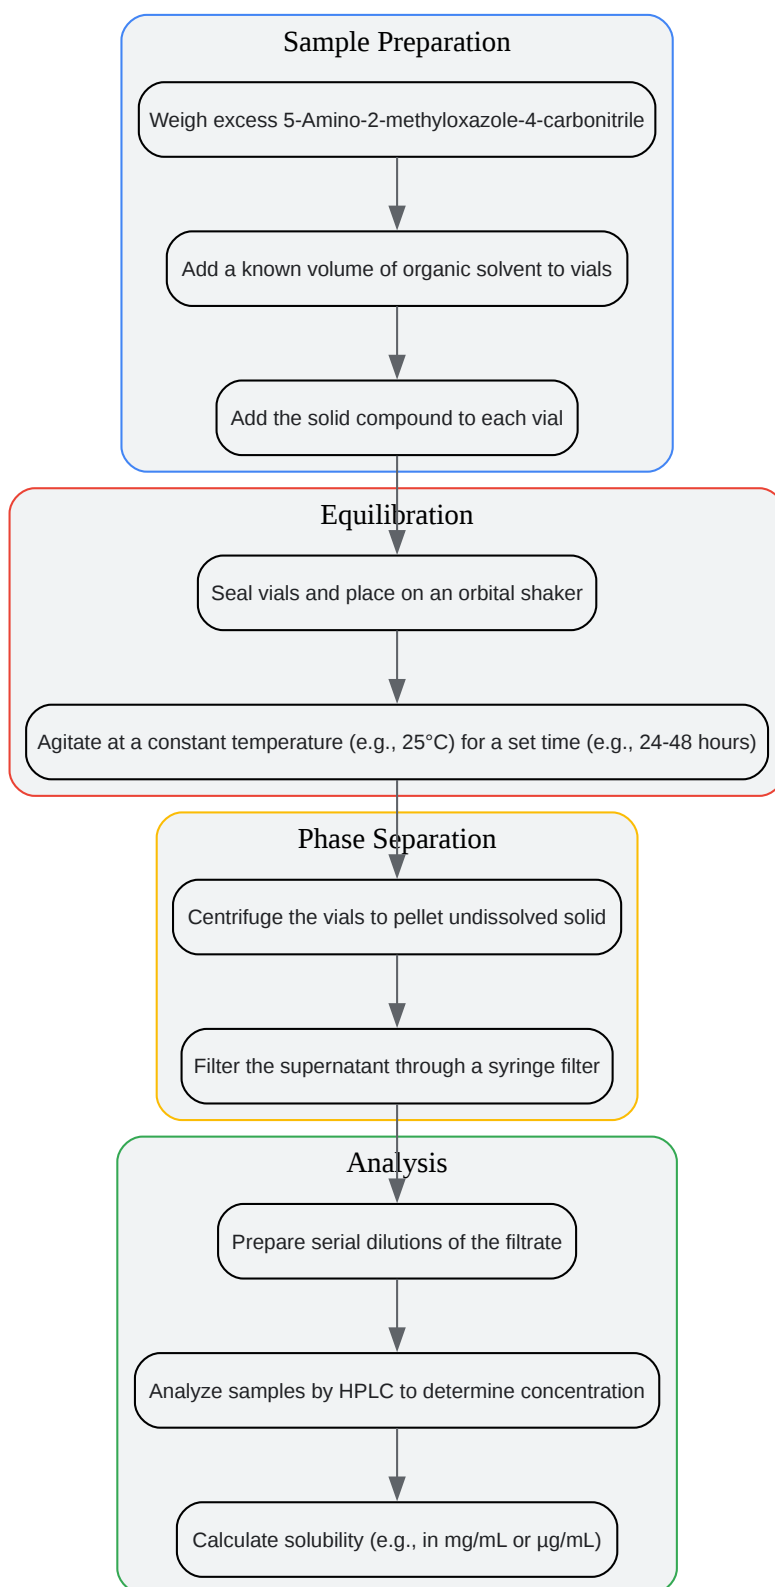 Sample Preparation
Weigh excess 5-Amino-2-methyloxazole-4-carbonitrile
Add a known volume of organic solvent to vials
Add the solid compound to each vial
Equilibration
Seal vials and place on an orbital shaker
Agitate at a constant temperature (e.g., 25°C) for a set time (e.g., 24-48 hours)
Phase Separation
Centrifuge the vials to pellet undissolved solid
Filter the supernatant through a syringe filter
Analysis
Prepare serial dilutions of the filtrate
Analyze samples by HPLC to determine concentration
Calculate solubility (e.g., in mg/mL or µg/mL)